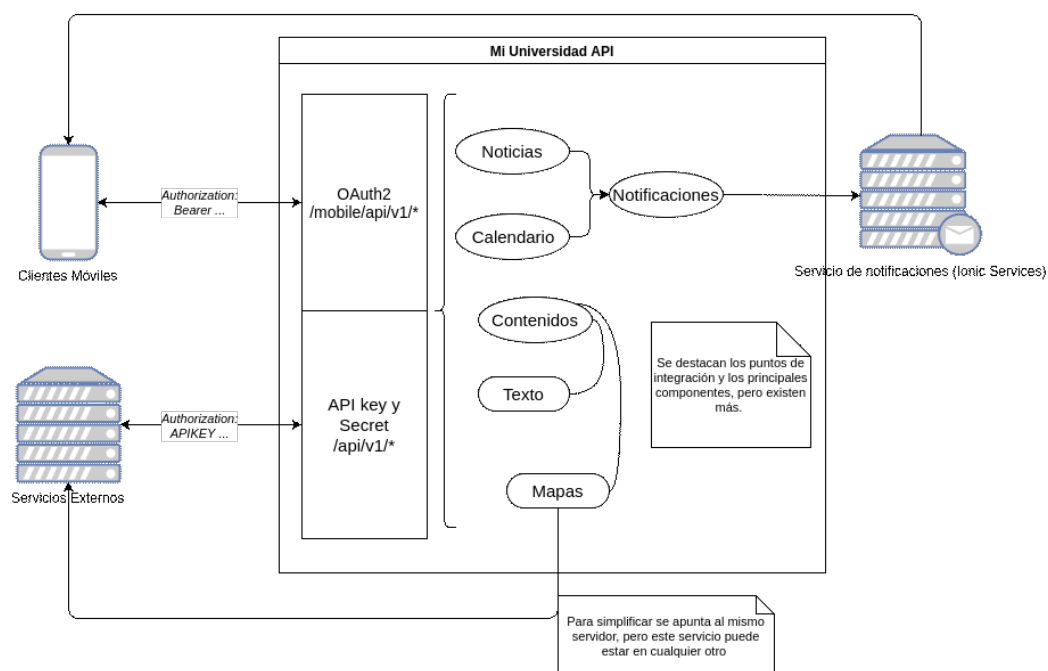 Mi Universidad API
Noticias
OAuth2
/mobile/api/v1/*
Authorization:
Bearer ...
Notificaciones
Calendario
Clientes Móviles
Servicio de notificaciones (Ionic Services)
Contenidos
Se destacan los puntos de
integración y los principales
componentes, pero existen
más.
Texto
API key y
Secret
/api/v1/*
Authorization:
APIKEY ...
Servicios Externos
Mapas
Para simplificar se apunta al mismo
servidor, pero este servicio puede
estar en cualquier otro